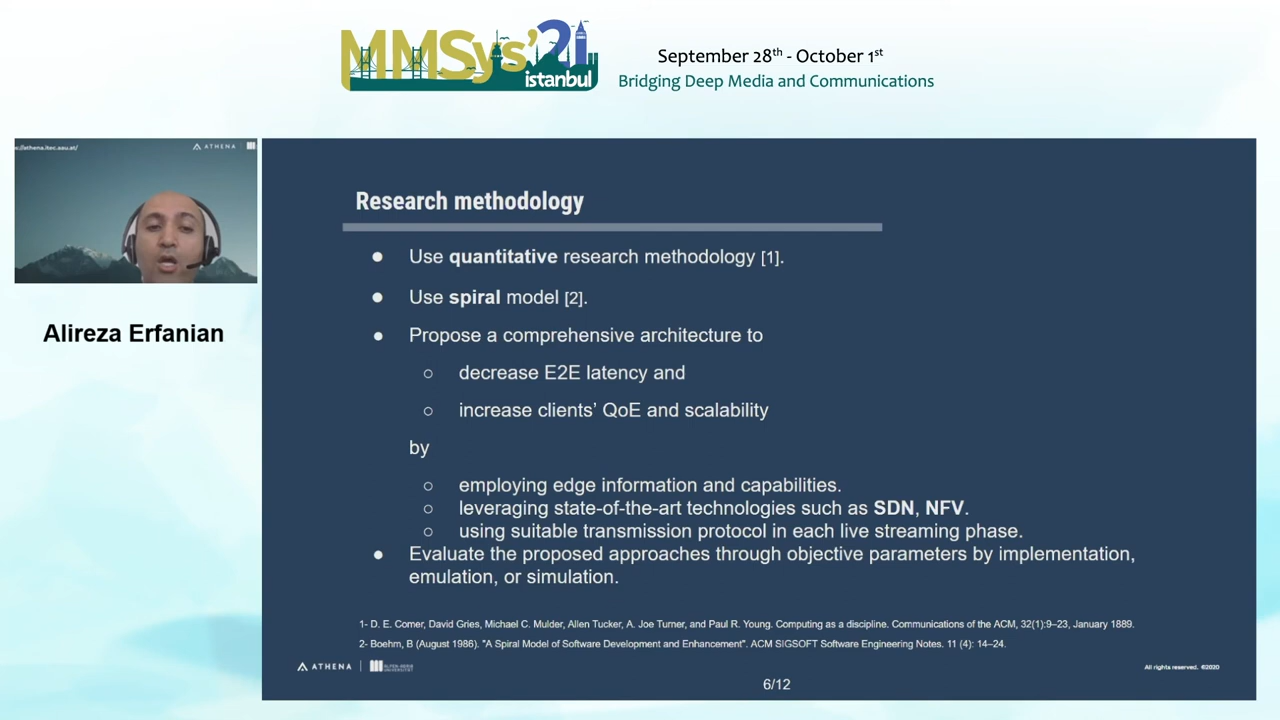 MMSys'21
istanbul
September 28th - October 1st
Bridging Deep Media and Communications
://athena.itec.aau.at/
ATHENA
Alireza Erfanian
Research methodology
● Use quantitative research methodology [1].
● Use spiral model [2].
● Propose a comprehensive architecture to
○ decrease E2E latency and
○ increase clients' QoE and scalability
by
○ employing edge information and capabilities.
○ leveraging state-of-the-art technologies such as SDN, NFV.
○ using suitable transmission protocol in each live streaming phase.
● Evaluate the proposed approaches through objective parameters by implementation,
emulation, or simulation.
1- D. E. Comer, David Gries, Michael C. Mulder, Allen Tucker, A. Joe Turner, and Paul R. Young. Computing as a discipline. Communications of the ACM, 32(1):9–23, January 1889.
2- Boehm, B (August 1986). "A Spiral Model of Software Development and Enhancement". ACM SIGSOFT Software Engineering Notes. 11 (4): 14–24.
ATHENA
All rights reserved. ©2020
6/12